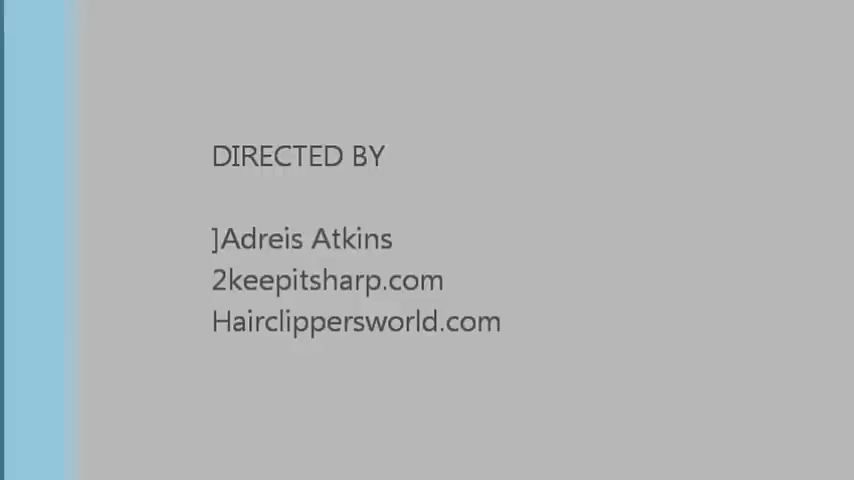 DIRECTED BY
]Adreis Atkins
2keepitsharp.com
Hairclippersworld.com